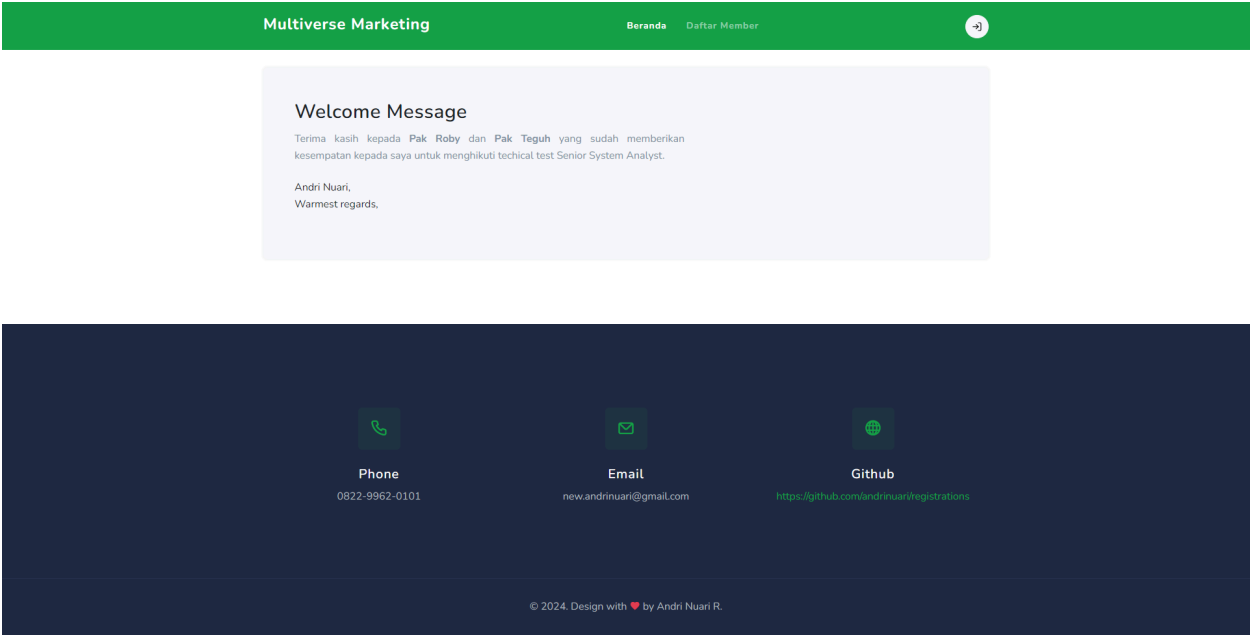 Multiverse Marketing
Beranda
Daftar Member
Welcome Message
Terima kasih kepada Pak Roby dan Pak Teguh yang sudah memberikan
kesempatan kepada saya untuk menghikuti techical test Senior System Analyst.
Andri Nuari,
Warmest regards,
Phone
0822-9962-0101
Email
new.andrinuari@gmail.com
Github
https://github.com/andrinuari/registrations
© 2024. Design with ❤ by Andri Nuari R.